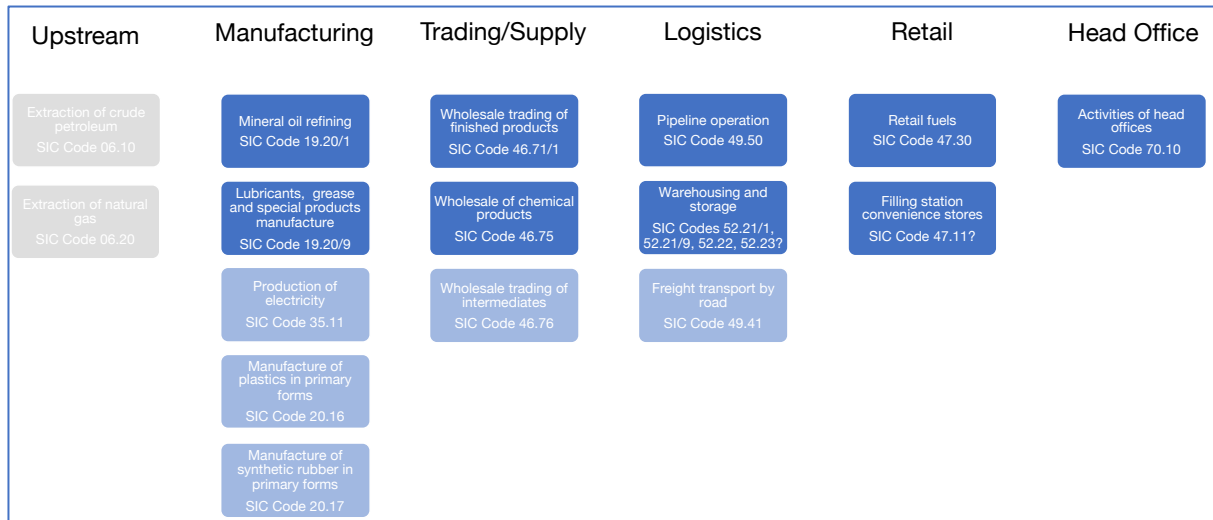 Upstream
Manufacturing
Trading/Supply
Logistics
Retail
Head Office
Extraction of crude
petroleum
SIC Code 06.10
Mineral oil refining
SIC Code 19.20/1
Wholesale trading of
finished products
SIC Code 46.71/1
Pipeline operation
SIC Code 49.50
Retail fuels
SIC Code 47.30
Activities of head
offices
SIC Code 70.10
Extraction of natural
gas
SIC Code 06.20
Lubricants, grease
and special products
manufacture
SIC Code 19.20/9
Wholesale of chemical
products
SIC Code 46.75
Warehousing and
storage
SIC Codes 52.21/1,
52.21/9, 52.22, 52.23?
Filling station
convenience stores
SIC Code 47.11?
Production of
electricity
SIC Code 35.11
Wholesale trading of
intermediates
SIC Code 46.76
Freight transport by
road
SIC Code 49.41
Manufacture of
plastics in primary
forms
SIC Code 20.16
Manufacture of
synthetic rubber in
primary forms
SIC Code 20.17